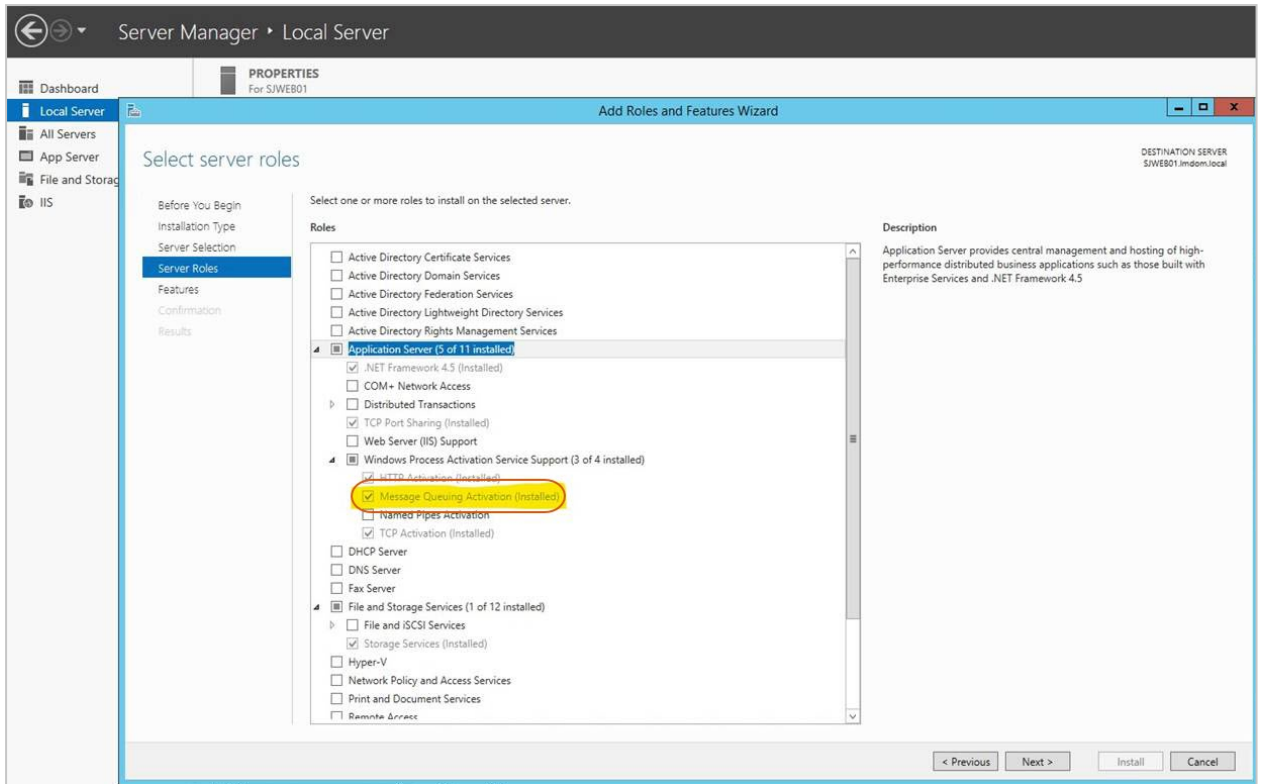 Server Manager ‣ Local Server
Dashboard
Local Server
All Servers
App Server
File and Storag
IIS
PROPERTIES
For SJWEB01
Add Roles and Features Wizard
Select server roles
DESTINATION SERVER
SJWEB01.lmdom.local
Before You Begin
Installation Type
Server Selection
Server Roles
Features
Confirmation
Results
Select one or more roles to install on the selected server.
Roles
Active Directory Certificate Services
Active Directory Domain Services
Active Directory Federation Services
Active Directory Lightweight Directory Services
Active Directory Rights Management Services
Application Server (5 of 11 installed)
.NET Framework 4.5 (Installed)
COM+ Network Access
Distributed Transactions
TCP Port Sharing (Installed)
Web Server (IIS) Support
Windows Process Activation Service Support (3 of 4 installed)
HTTP Activation (Installed)
Message Queuing Activation (Installed)
Named Pipes Activation
TCP Activation (Installed)
DHCP Server
DNS Server
Fax Server
File and Storage Services (1 of 12 installed)
File and iSCSI Services
Storage Services (Installed)
Hyper-V
Network Policy and Access Services
Print and Document Services
Remote Access
Description
Application Server provides central management and hosting of high-
performance distributed business applications such as those built with
Enterprise Services and .NET Framework 4.5
< Previous
Next >
Install
Cancel